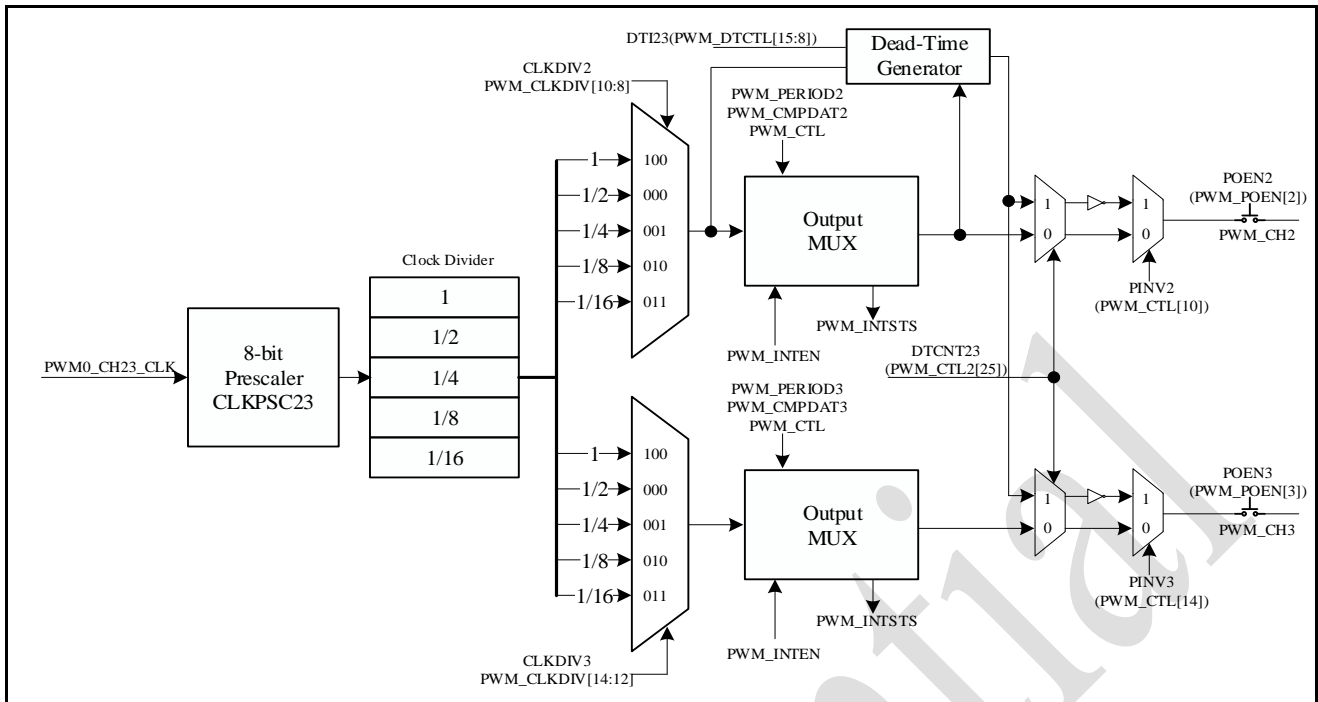 DTI23(PWM_DTCTL[15:8])
Dead-Time
Generator
CLKDIV2
PWM_CLKDIV[10:8]
PWM_PERIOD2
PWM_CMPDAT2
PWM_CTL
1
100
1/2
000
1/4
001
1/8
010
1/16
011
Output
MUX
PWM_INTEN
PWM_INTSTS
1
0
1
0
POEN2
(PWM_POEN[2])
PWM_CH2
PINV2
(PWM_CTL[10])
Clock Divider
1
1/2
1/4
1/8
1/16
PWM0_CH23_CLK
8-bit
Prescaler
CLKPSC23
DTCNT23
(PWM_CTL2[25])
PWM_PERIOD3
PWM_CMPDAT3
PWM_CTL
1
100
1/2
000
1/4
001
1/8
010
1/16
011
Output
MUX
PWM_INTEN
PWM_INTSTS
1
0
1
0
POEN3
(PWM_POEN[3])
PWM_CH3
PINV3
(PWM_CTL[14])
CLKDIV3
PWM_CLKDIV[14:12]
ntial